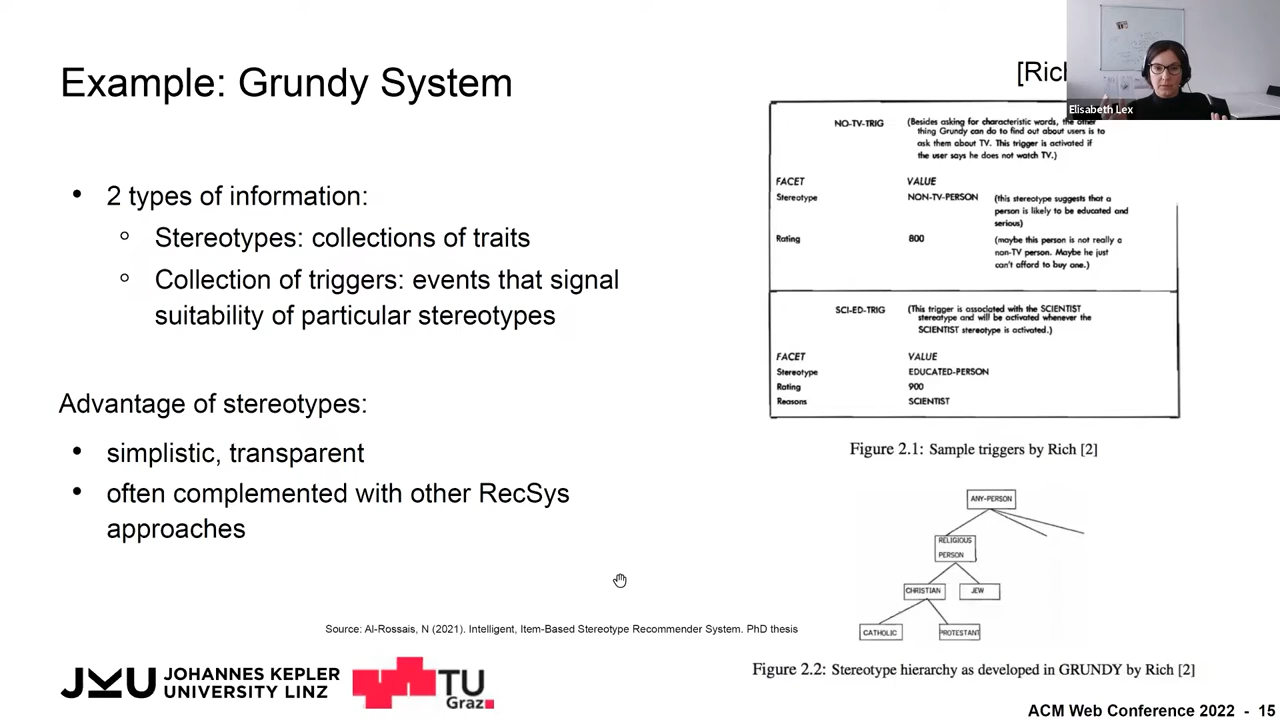 Example: Grundy System
[Rich
Elisabeth Lex
• 2 types of information:
○ Stereotypes: collections of traits
○ Collection of triggers: events that signal
suitability of particular stereotypes
Advantage of stereotypes:
• simplistic, transparent
• often complemented with other RecSys
approaches
NO-TV-TRIG (Besides asking for characteristic words, the other
thing Grundy can do to find out about users is to
ask them about TV. This trigger is activated if
the user says he does not watch TV.)
FACET VALUE
Stereotype NON-TV-PERSON (this stereotype suggests that a
person is likely to be educated and
serious)
Rating 800 (maybe this person is not really a
non-TV person. Maybe he just
can't afford to buy one.)
SCI-ED-TRIG (This trigger is associated with the SCIENTIST
stereotype and will be activated whenever the
SCIENTIST stereotype is activated.)
FACET VALUE
Stereotype EDUCATED-PERSON
Rating 900
Reasons SCIENTIST
Figure 2.1: Sample triggers by Rich [2]
ANY-PERSON
RELIGIOUS
PERSON
CHRISTIAN JEW
CATHOLIC PROTESTANT
Figure 2.2: Stereotype hierarchy as developed in GRUNDY by Rich [2]
Source: Al-Rossais, N (2021). Intelligent, Item-Based Stereotype Recommender System. PhD thesis
JKU JOHANNES KEPLER
UNIVERSITY LINZ
TU
Graz
ACM Web Conference 2022 - 15